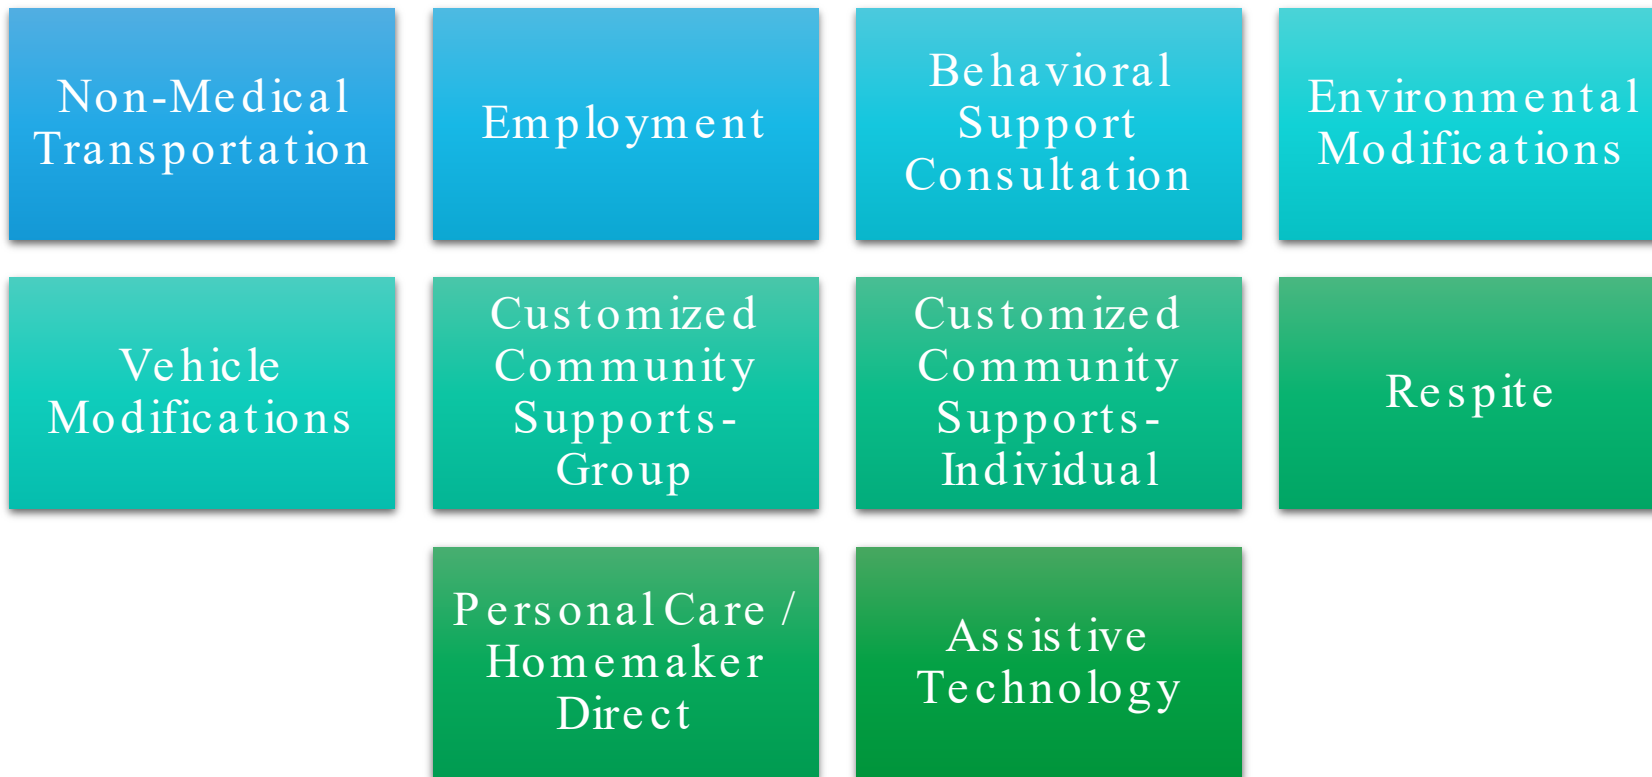 Non-Medical
Transportation
Employment
Behavioral
Support
Consultation
Environmental
Modifications
Vehicle
Modifications
Customized
Community
Supports-
Group
Customized
Community
Supports-
Individual
Respite
Personal Care /
Homemaker
Direct
Assistive
Technology